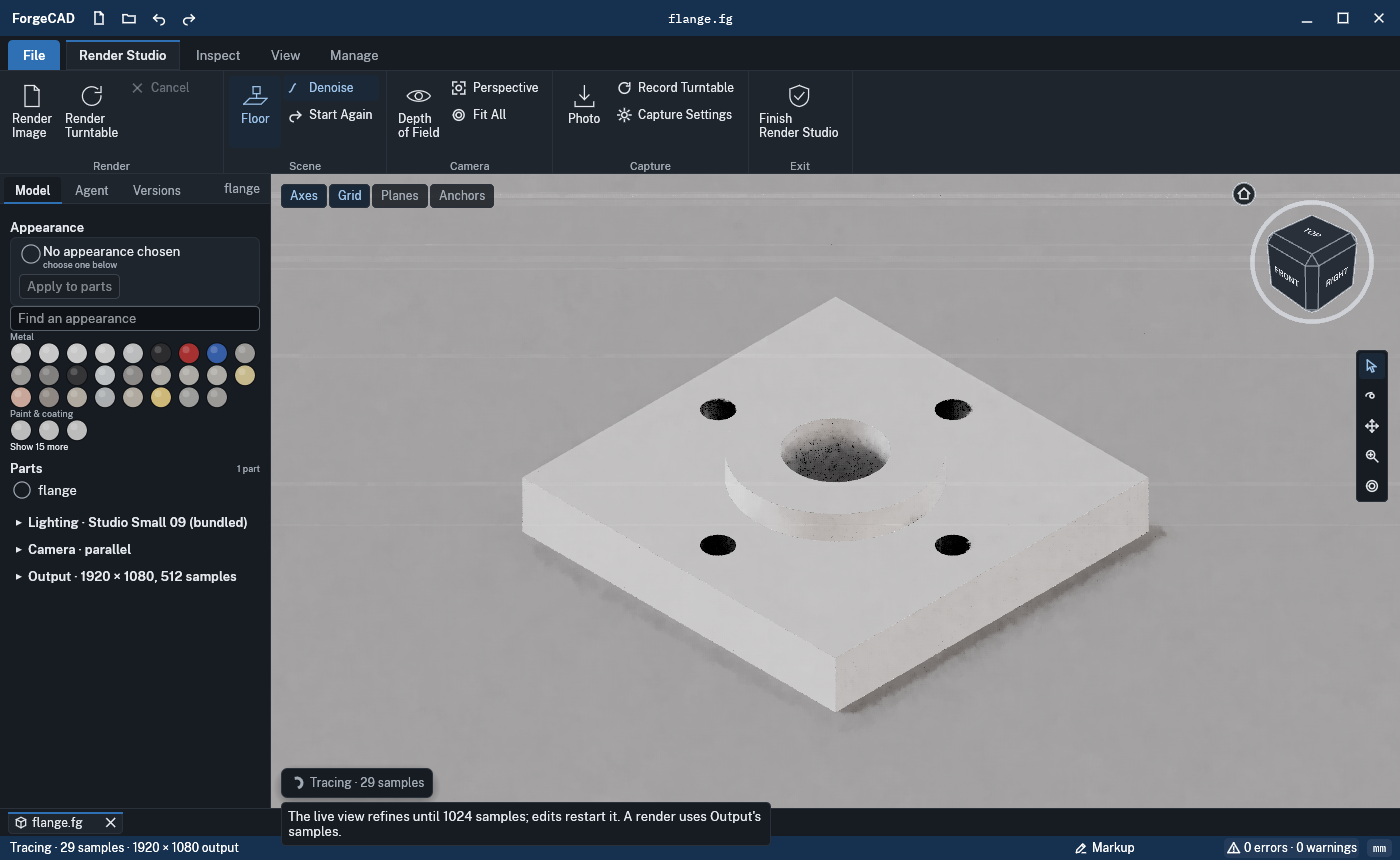 ForgeCAD
flange.fg
File
Render Studio
Inspect
View
Manage
Render
Image
Render
Turntable
Cancel
Render
Floor
Denoise
Start Again
Scene
Depth
of Field
Perspective
Fit All
Camera
Photo
Record Turntable
Capture Settings
Capture
Finish
Render Studio
Exit
Model
Agent
Versions
flange
Axes
Grid
Planes
Anchors
Appearance
No appearance chosen
choose one below
Apply to parts
Find an appearance
Metal
Paint & coating
Show 15 more
Parts
1 part
flange
Lighting · Studio Small 09 (bundled)
Camera · parallel
Output · 1920 × 1080, 512 samples
TOP
FRONT
RIGHT
Tracing · 29 samples
The live view refines until 1024 samples; edits restart it. A render uses Output's
samples.
flange.fg
Tracing · 29 samples · 1920 × 1080 output
Markup
0 errors · 0 warnings
mm